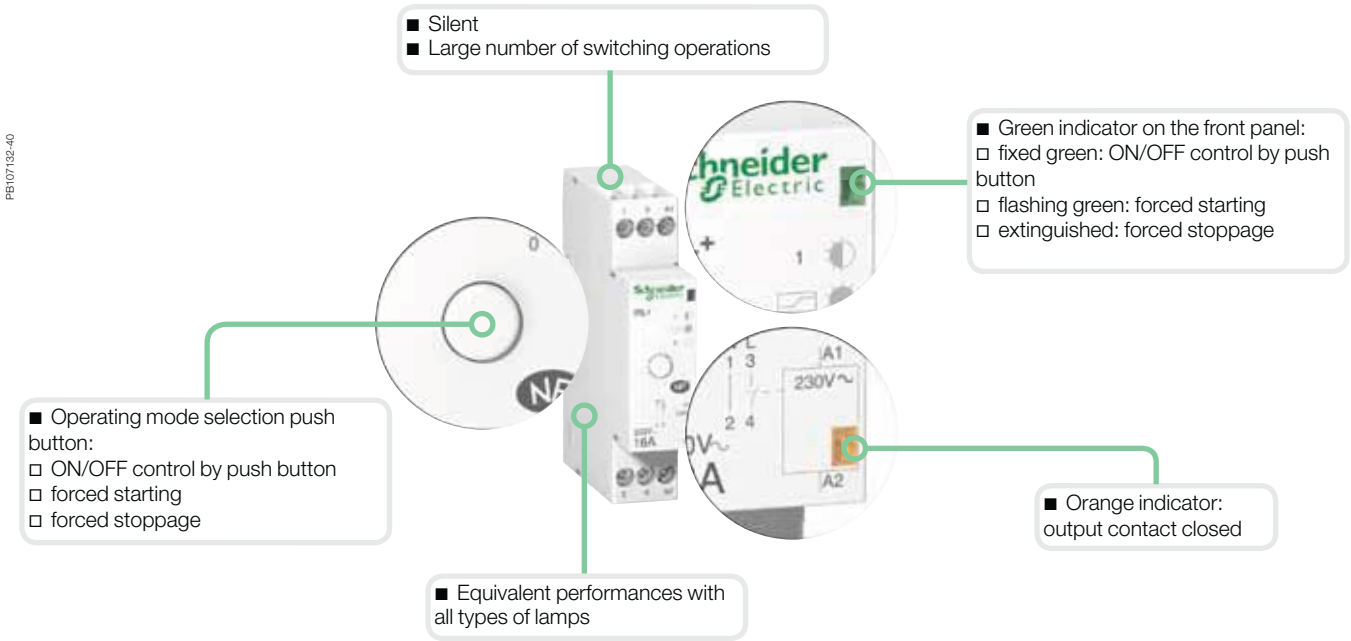 ■ Silent
■ Large number of switching operations
PB107132-40
■ Green indicator on the front panel:
□ fixed green: ON/OFF control by push
button
□ flashing green: forced starting
□ extinguished: forced stoppage
chneider
Electric
1
0
NF
Schneider
Electric
16A
1 3
2 4
A1
230V~
0V~
A
A2
■ Operating mode selection push
button:
□ ON/OFF control by push button
□ forced starting
□ forced stoppage
■ Orange indicator:
output contact closed
■ Equivalent performances with
all types of lamps